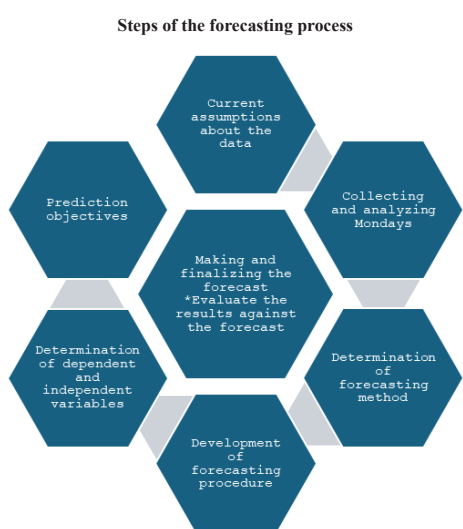 Steps of the forecasting process
Current
assumptions
about the
data
Prediction
objectives
Collecting
and analyzing
Mondays
Making and
finalizing the
forecast
*Evaluate the
results against
the forecast
Determination
of dependent
and
independent
variables
Determination
of
forecasting
method
Development
of
forecasting
procedure